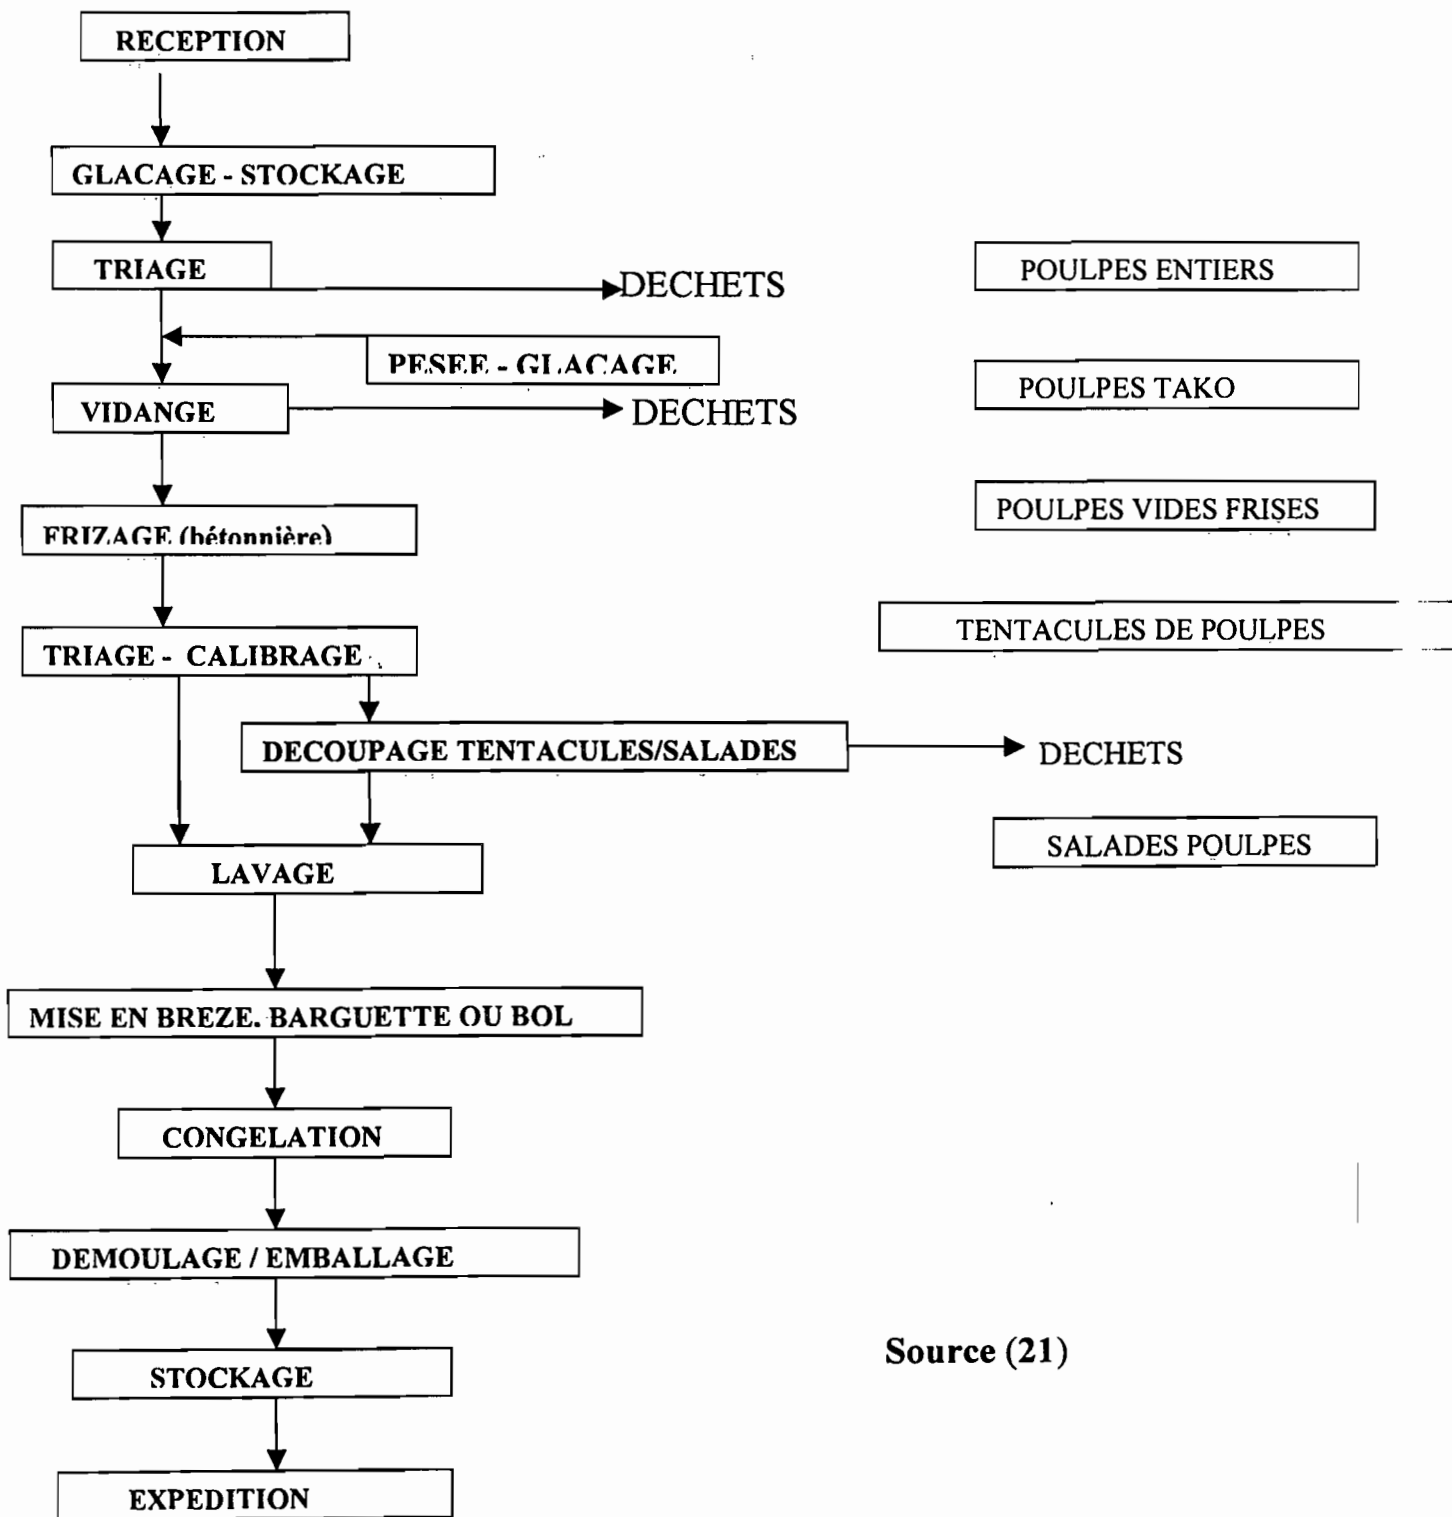 RECEPTION
GLACAGE - STOCKAGE
TRIAGE
DECHETS
POULPES ENTIERS
PESEE - GLACAGE
POULPES TAKO
VIDANGE
DECHETS
POULPES VIDES FRISES
FRIZAGE (bétonnière)
TENTACULES DE POULPES
TRIAGE - CALIBRAGE
DECOUPAGE TENTACULES/SALADES
DECHETS
SALADES POULPES
LAVAGE
MISE EN BREZE. BARGUETTE OU BOL
CONGELATION
DEMOULAGE / EMBALLAGE
Source (21)
STOCKAGE
EXPEDITION